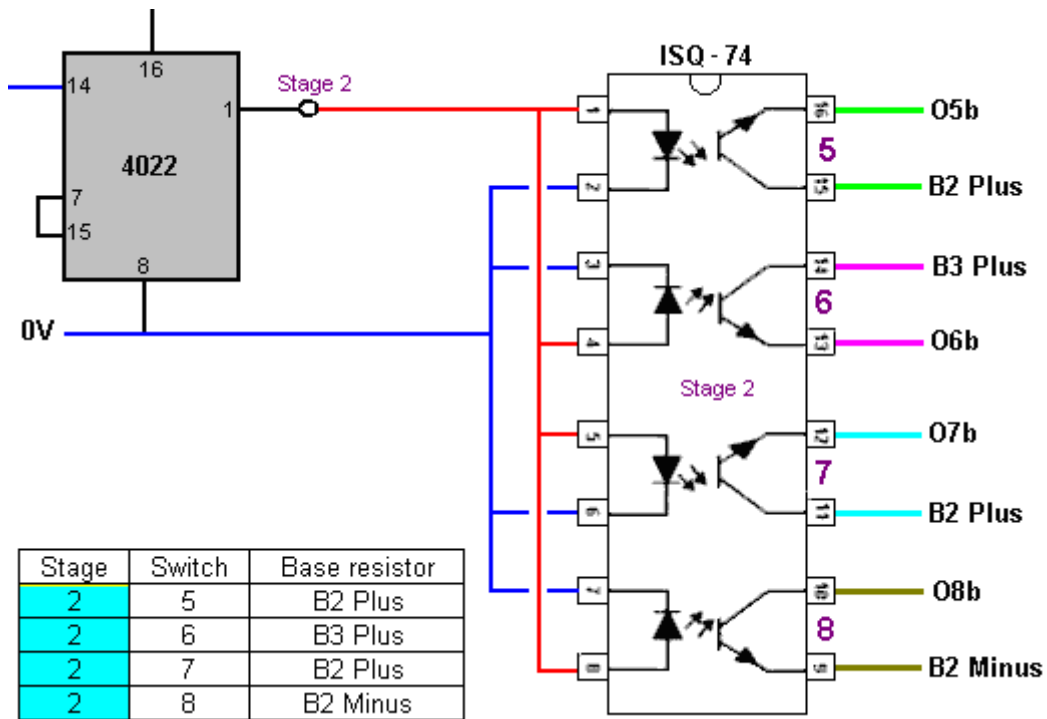 ISQ - 74
16
14
Stage 2
1
4022
7
15
8
0V
1
2
3
4
5
6
7
8
16
15
14
13
12
11
10
9
5
6
Stage 2
7
8
O5b
B2 Plus
B3 Plus
O6b
O7b
B2 Plus
O8b
B2 Minus
Stage Switch Base resistor
2 5 B2 Plus
2 6 B3 Plus
2 7 B2 Plus
2 8 B2 Minus